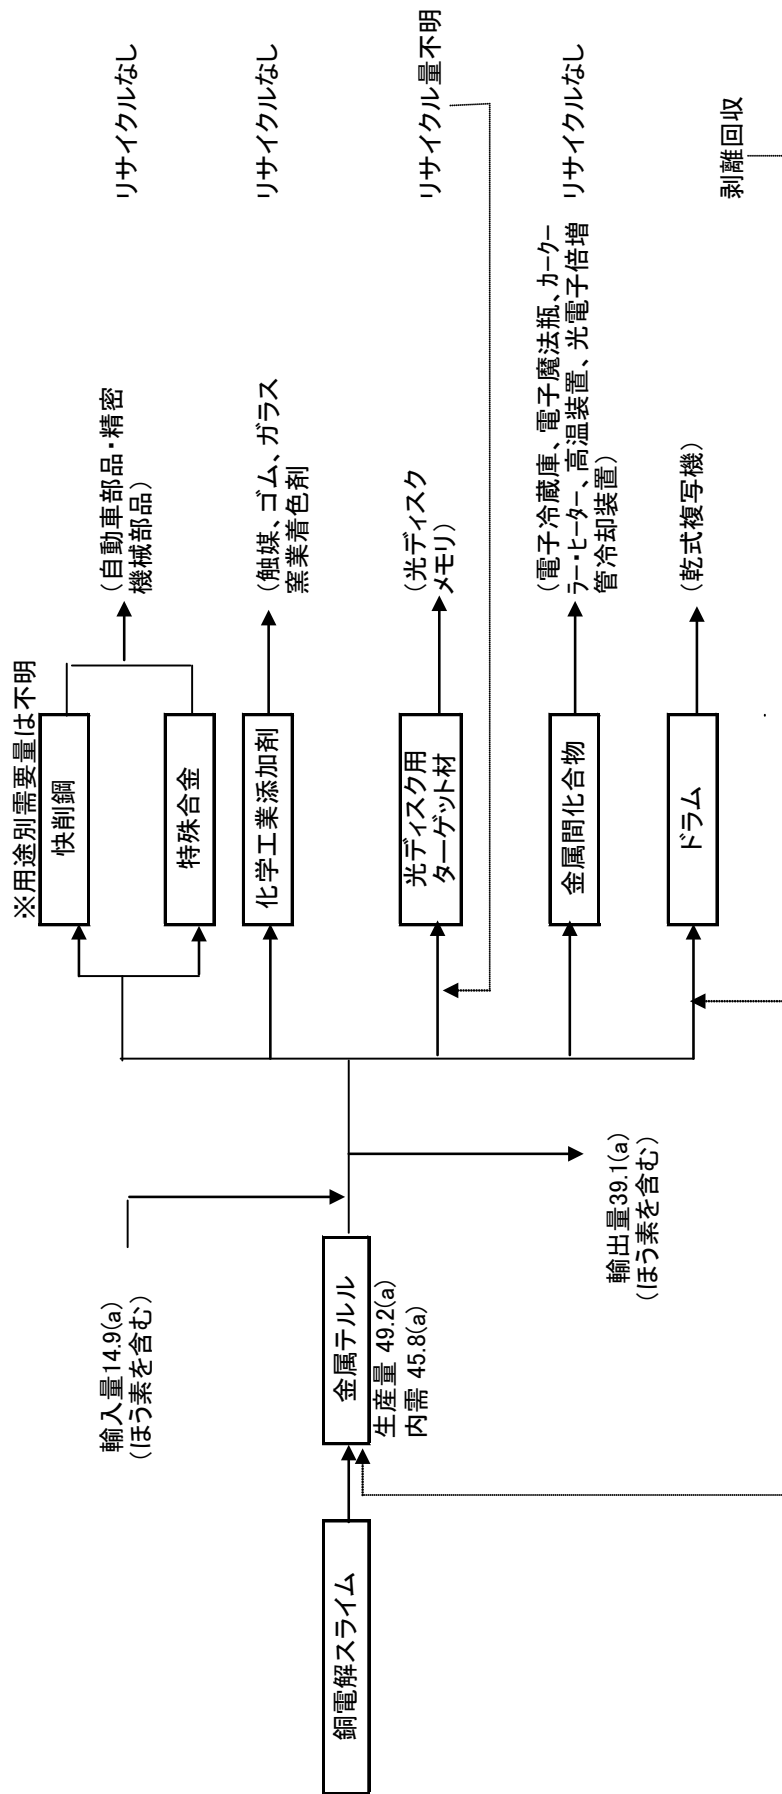 ※用途別需要量は不明
銅電解スライム
金属テルル
生産量 49.2(a)
内需 45.8(a)
輸入量14.9(a)
(ほう素を含む)
輸出量39.1(a)
(ほう素を含む)
快削鋼
特殊合金
(自動車部品・精密
機械部品)
リサイクルなし
化学工業添加剤
(触媒、ゴム、ガラス
窯業着色剤
リサイクルなし
光ディスク用
ターゲット材
(光ディスク
メモリ)
リサイクル量不明
金属間化合物
(電子冷蔵庫、電子魔法瓶、カークー
ラー・ヒーター、高温装置、光電子倍増
管冷却装置)
リサイクルなし
ドラム
(乾式複写機)
剥離回収